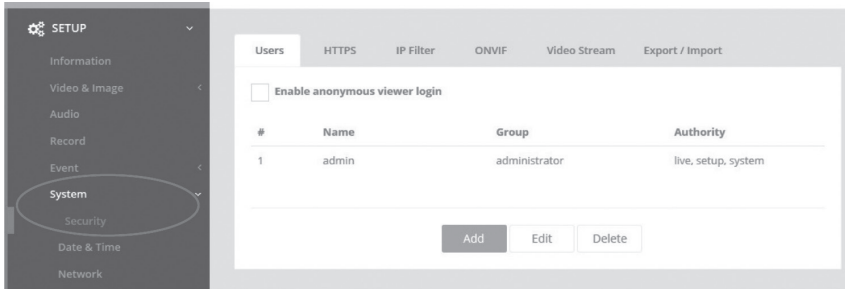 SETUP
Information
Video & Image
Audio
Record
Event
System
Security
Date & Time
Network
Users HTTPS IP Filter ONVIF Video Stream Export / Import
Enable anonymous viewer login
# Name Group Authority
1 admin administrator live, setup, system
Add Edit Delete